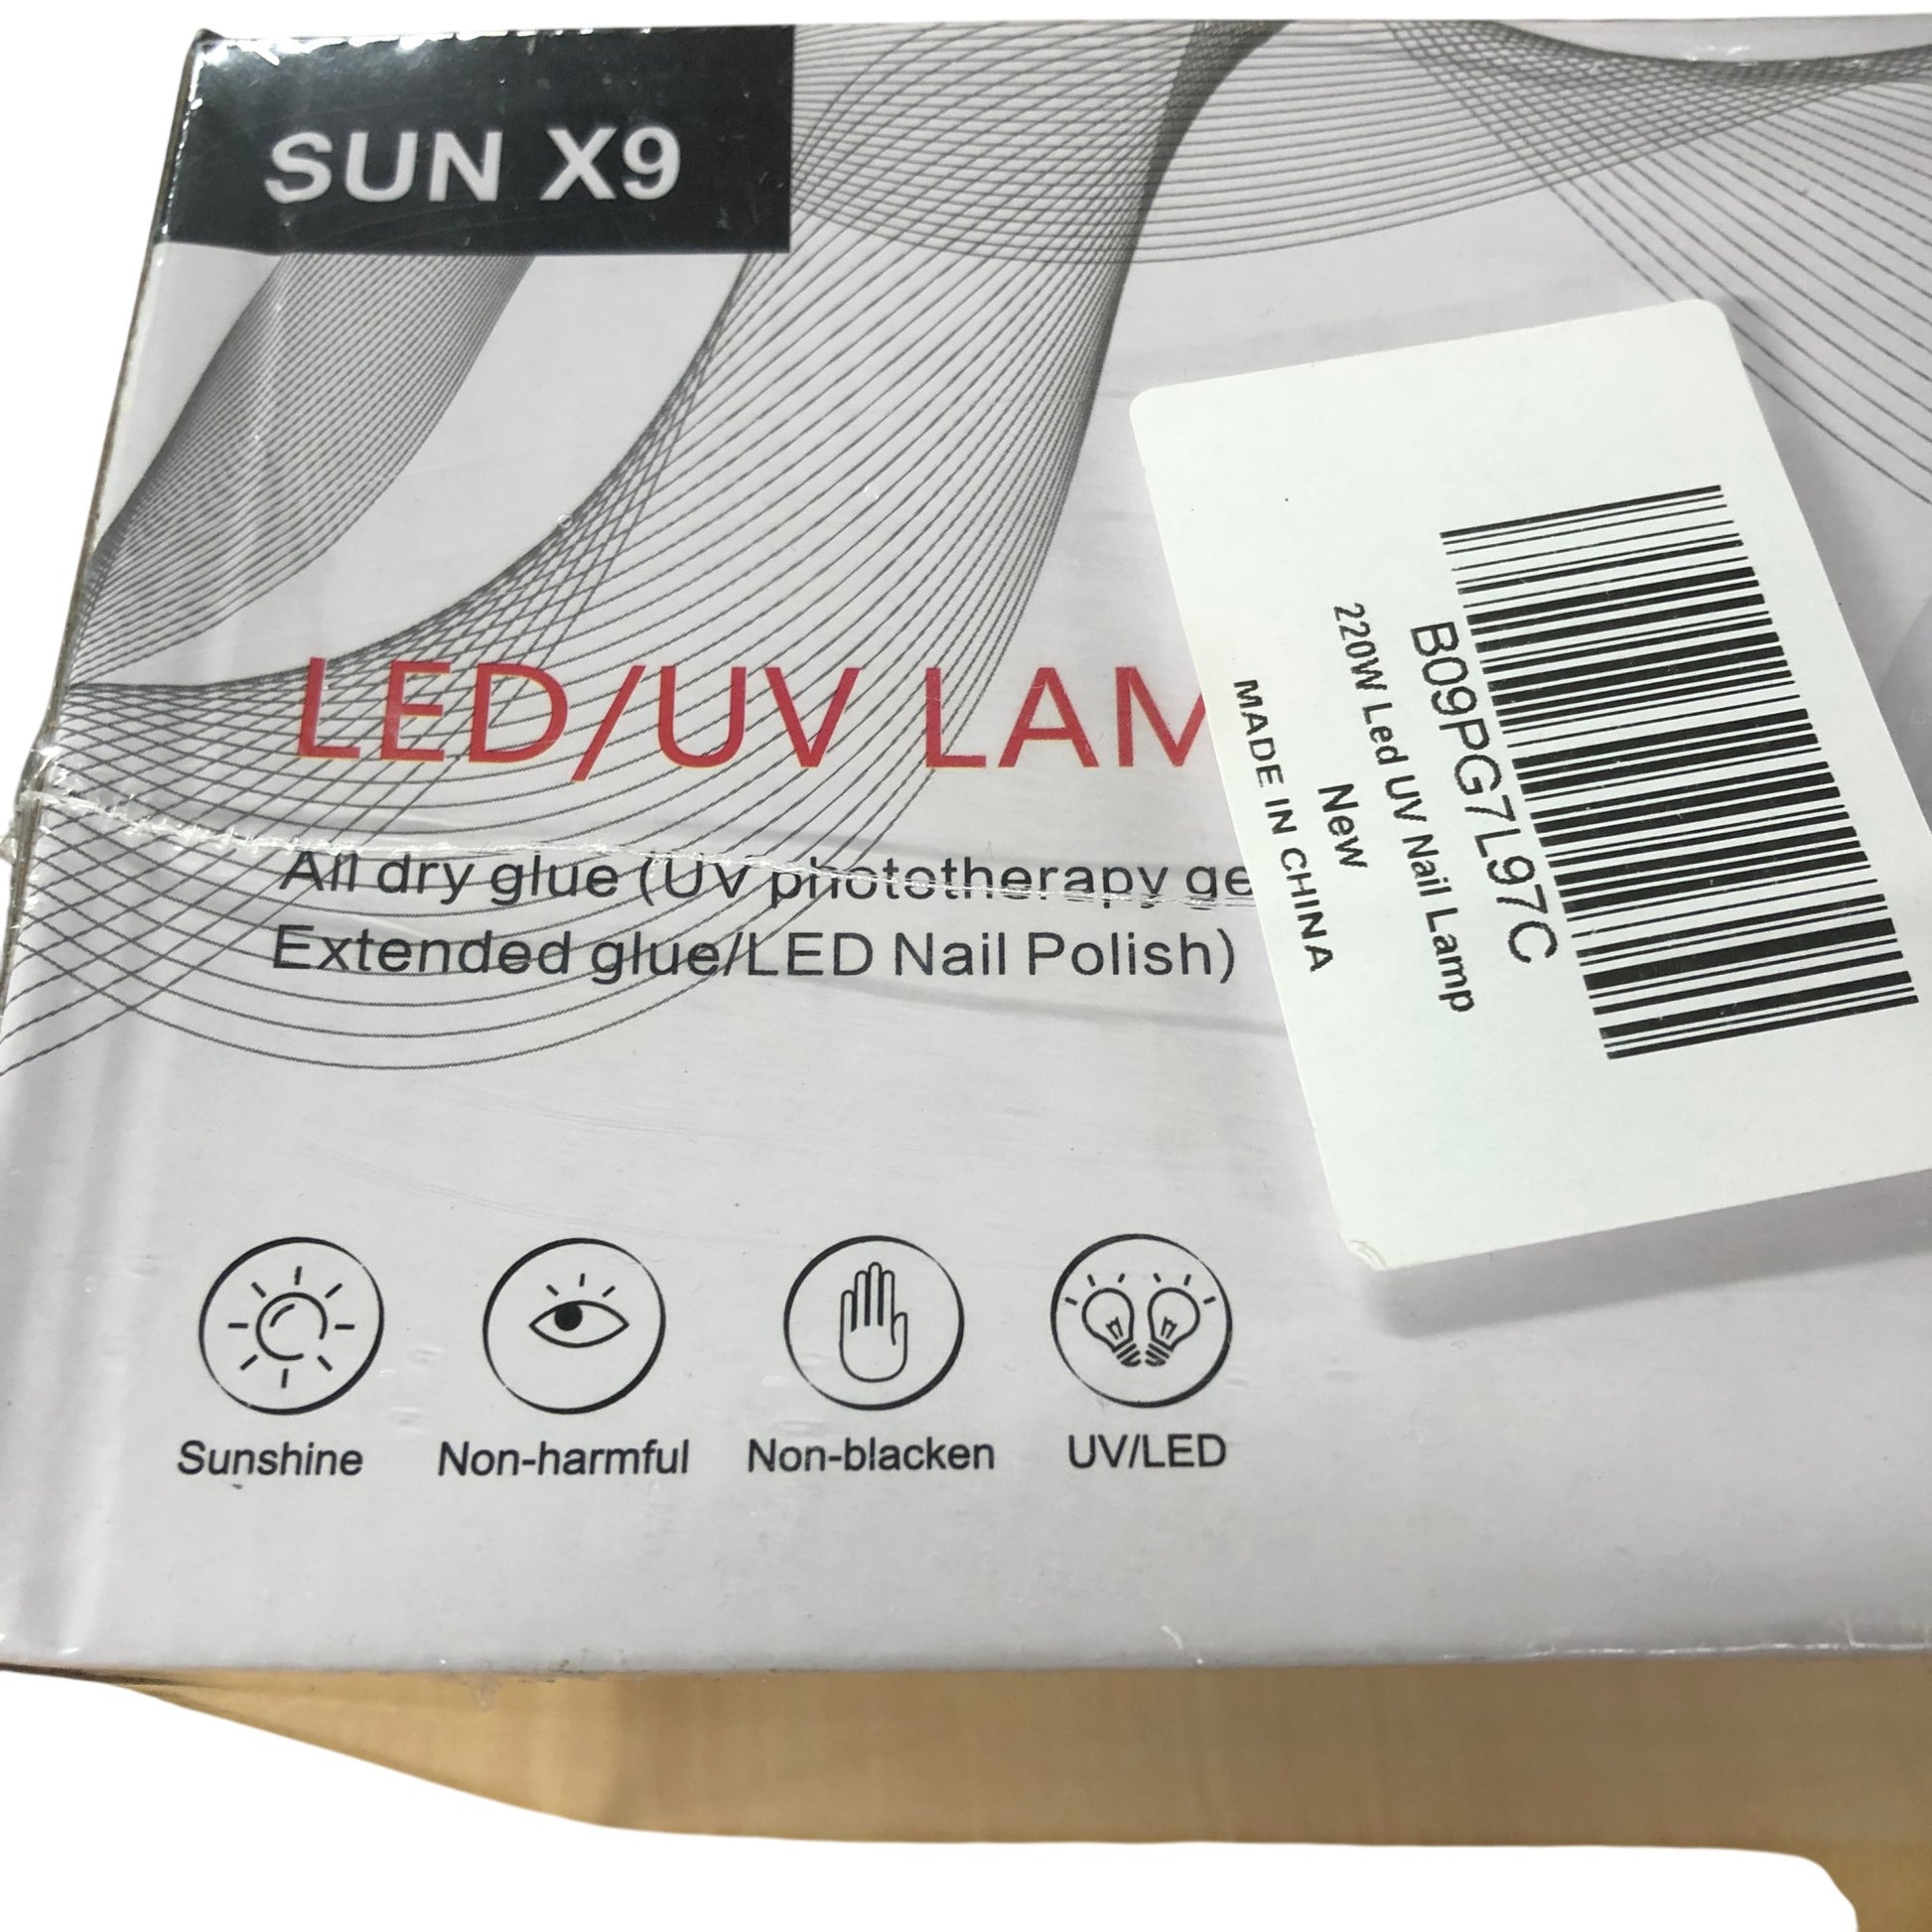 SUN X9
LED/UV LAM
All dry glue (UV phototherapy ge
Extended glue/LED Nail Polish)
Sunshine
Non-harmful
Non-blacken
UV/LED
B09PG7L97C
220W Led UV Nail Lamp
New
MADE IN CHINA